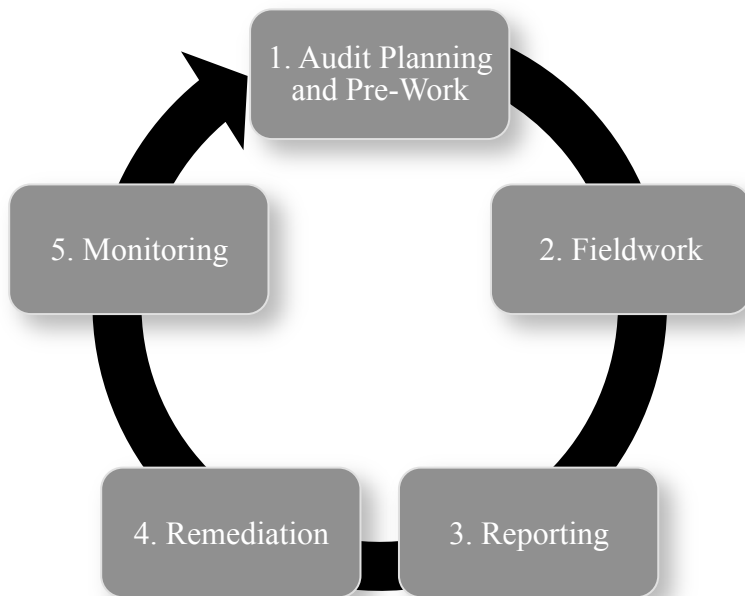 1. Audit Planning
and Pre-Work
2. Fieldwork
3. Reporting
4. Remediation
5. Monitoring